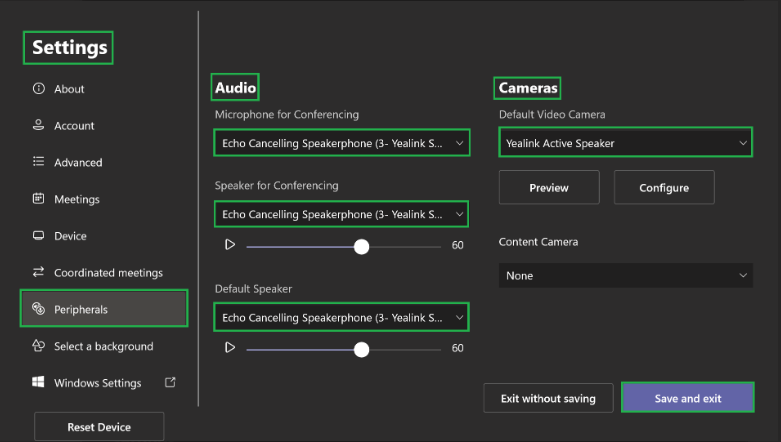 Settings
About
Account
Advanced
Meetings
Device
Coordinated meetings
Peripherals
Select a background
Windows Settings
Reset Device
Audio
Microphone for Conferencing
Echo Cancelling Speakerphone (3- Yealink S...
Speaker for Conferencing
Echo Cancelling Speakerphone (3- Yealink S...
60
Default Speaker
Echo Cancelling Speakerphone (3- Yealink S...
60
Cameras
Default Video Camera
Yealink Active Speaker
Preview
Configure
Content Camera
None
Exit without saving
Save and exit